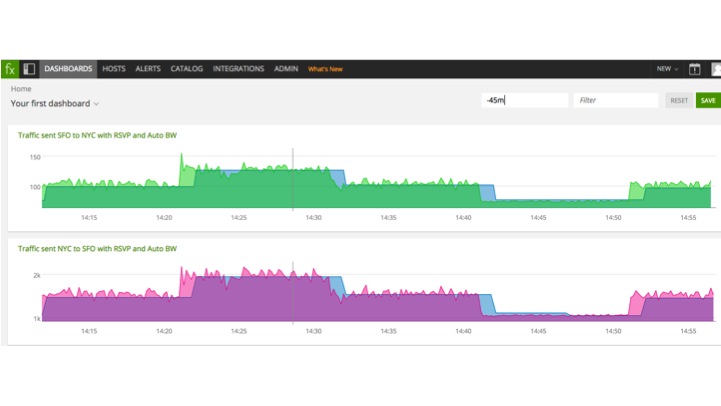 fx DASHBOARDS HOSTS ALERTS CATALOG INTEGRATIONS ADMIN What's New NEW
Home
Your first dashboard -45m Filter RESET SAVE
Traffic sent SFO to NYC with RSVP and Auto BW
150
100
14:15 14:20 14:25 14:30 14:35 14:40 14:45 14:50 14:55
Traffic sent NYC to SFO with RSVP and Auto BW
2k
1k
14:15 14:20 14:25 14:30 14:35 14:40 14:45 14:50 14:55